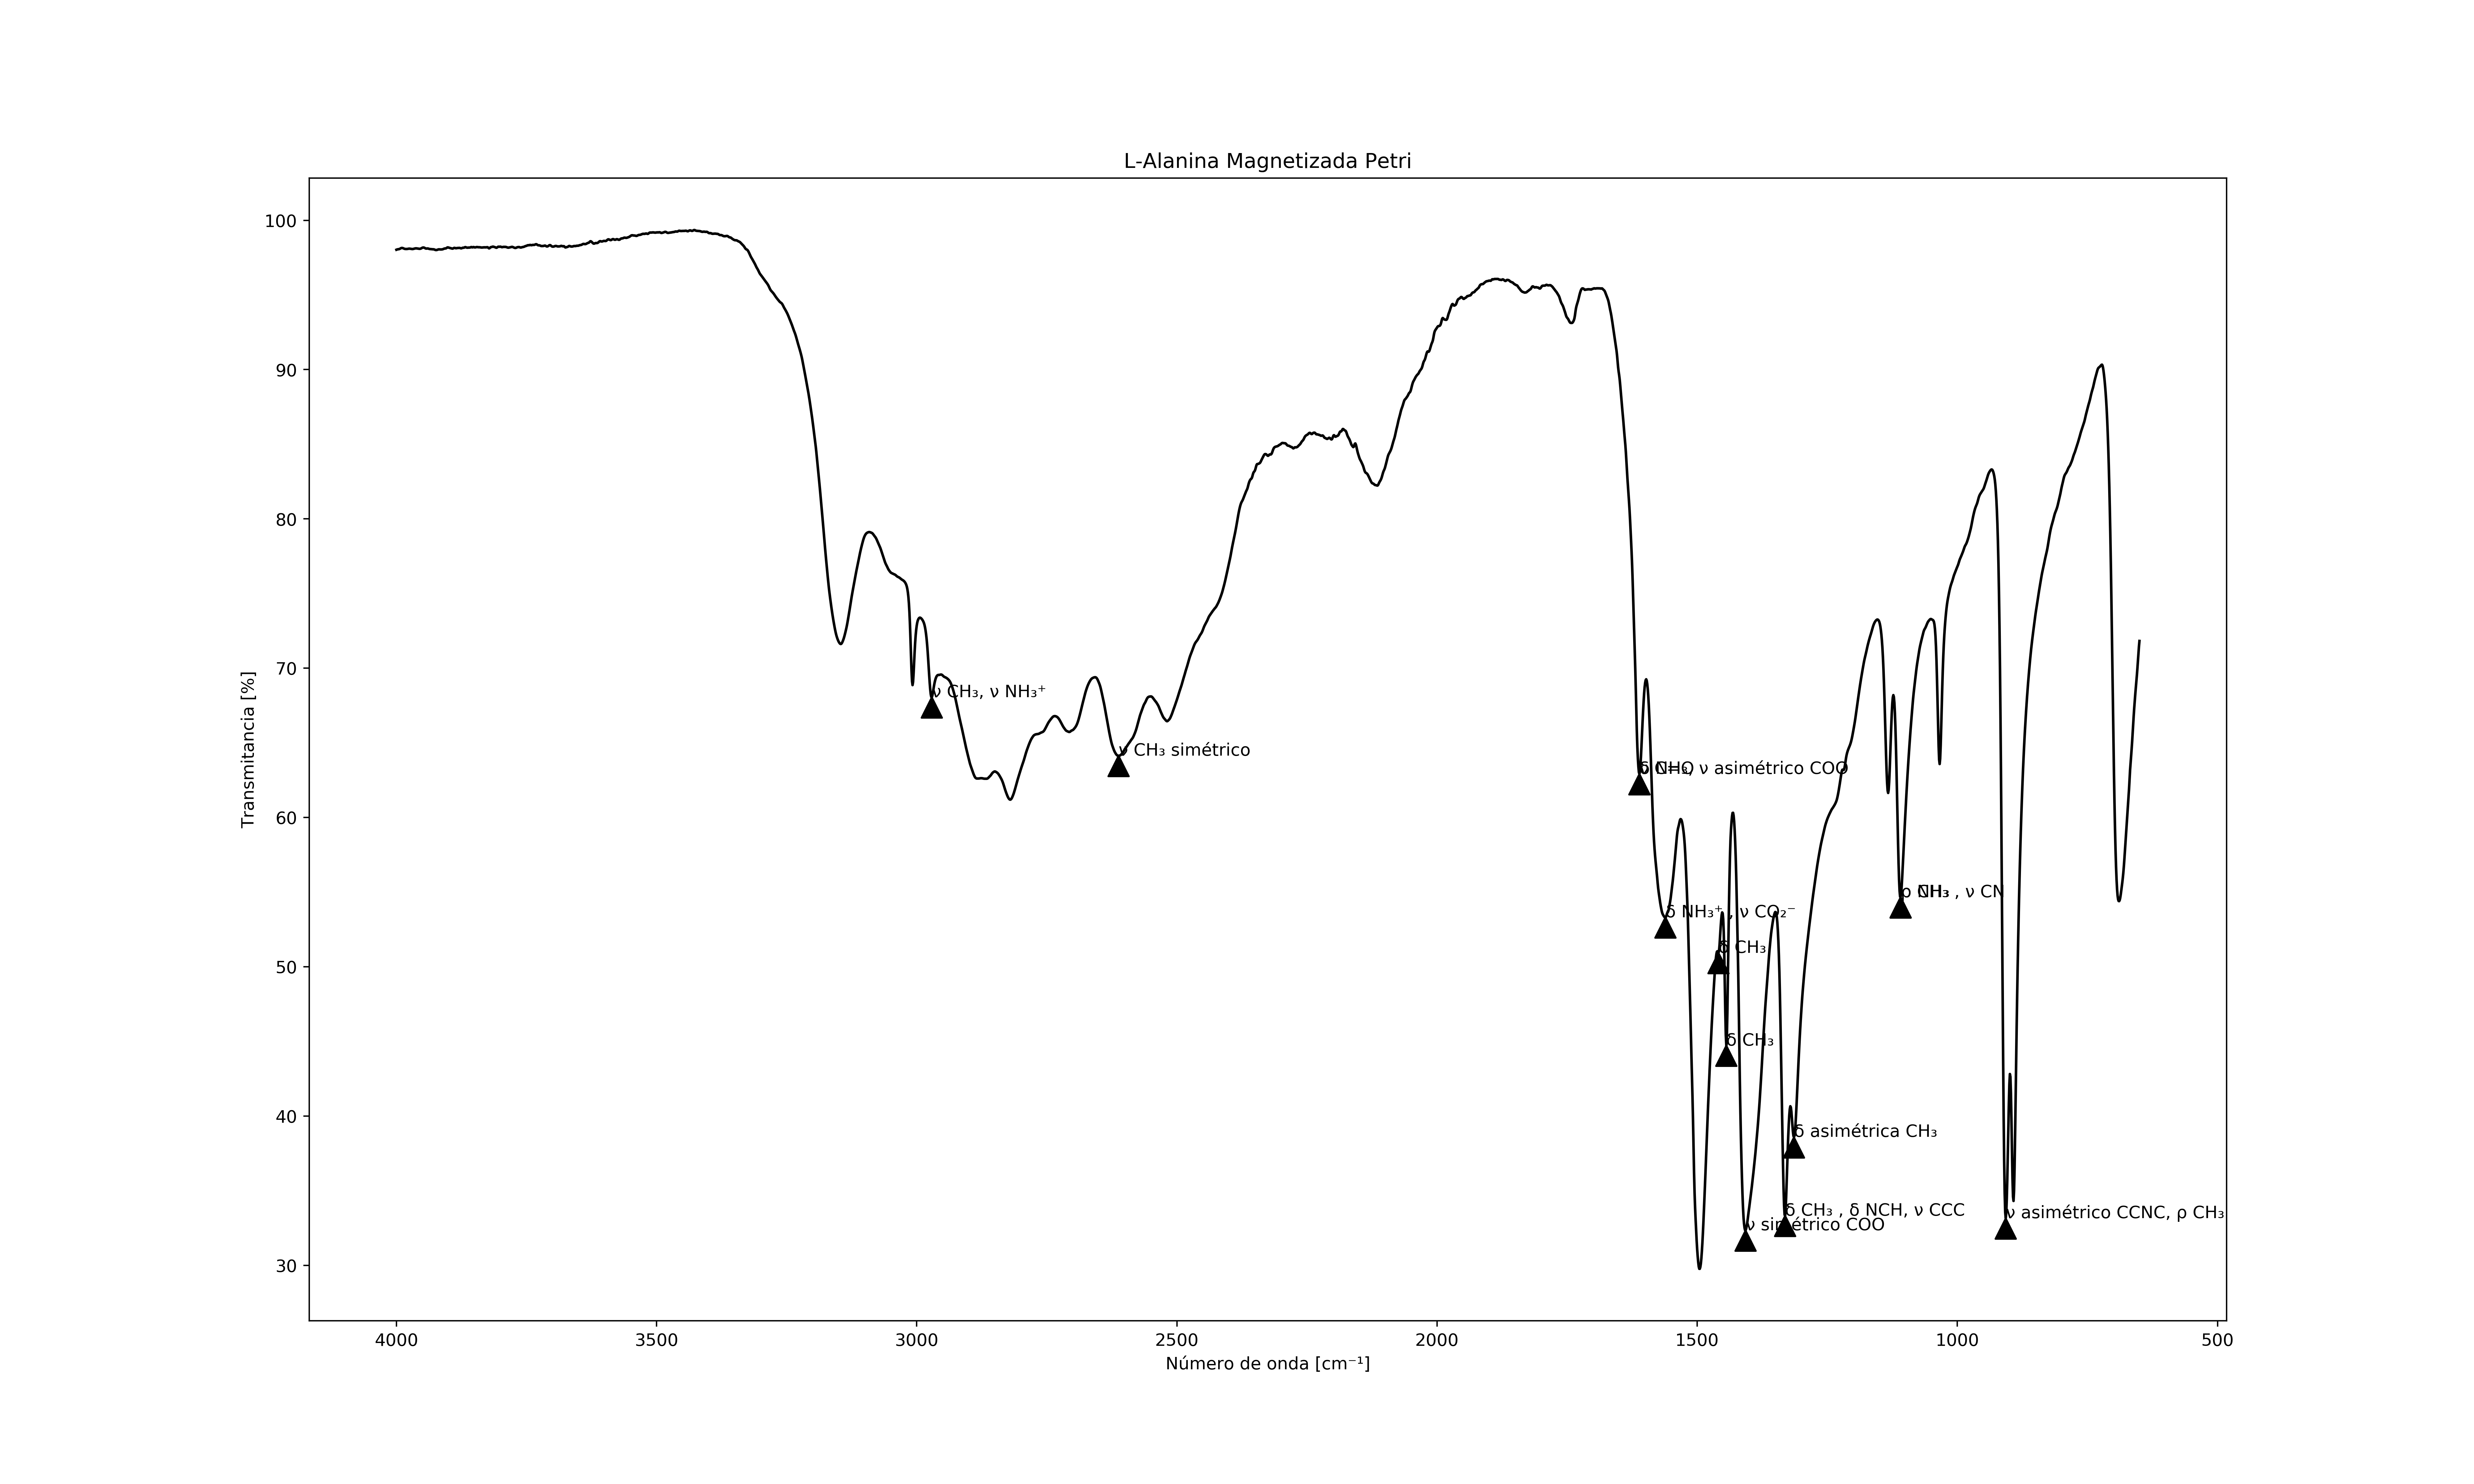 L-Alanina Magnetizada Petri
100
90
80
70
60
50
40
30
Transmitancia [%]
ν CH₃, ν NH₃⁺
ν CH₃ simétrico
ν asimétrico COO
ρ NH₃ , ν CN
δ NH₃⁺ , ν CO₂⁻
δ CH₃
δ CH₃
δ asimétrica CH₃
δ CH₃ , δ NCH, ν CCC
ν asimétrico CCNC, ρ CH₃
ν simétrico COO
4000 3500 3000 2500 2000 1500 1000 500
Número de onda [cm⁻¹]